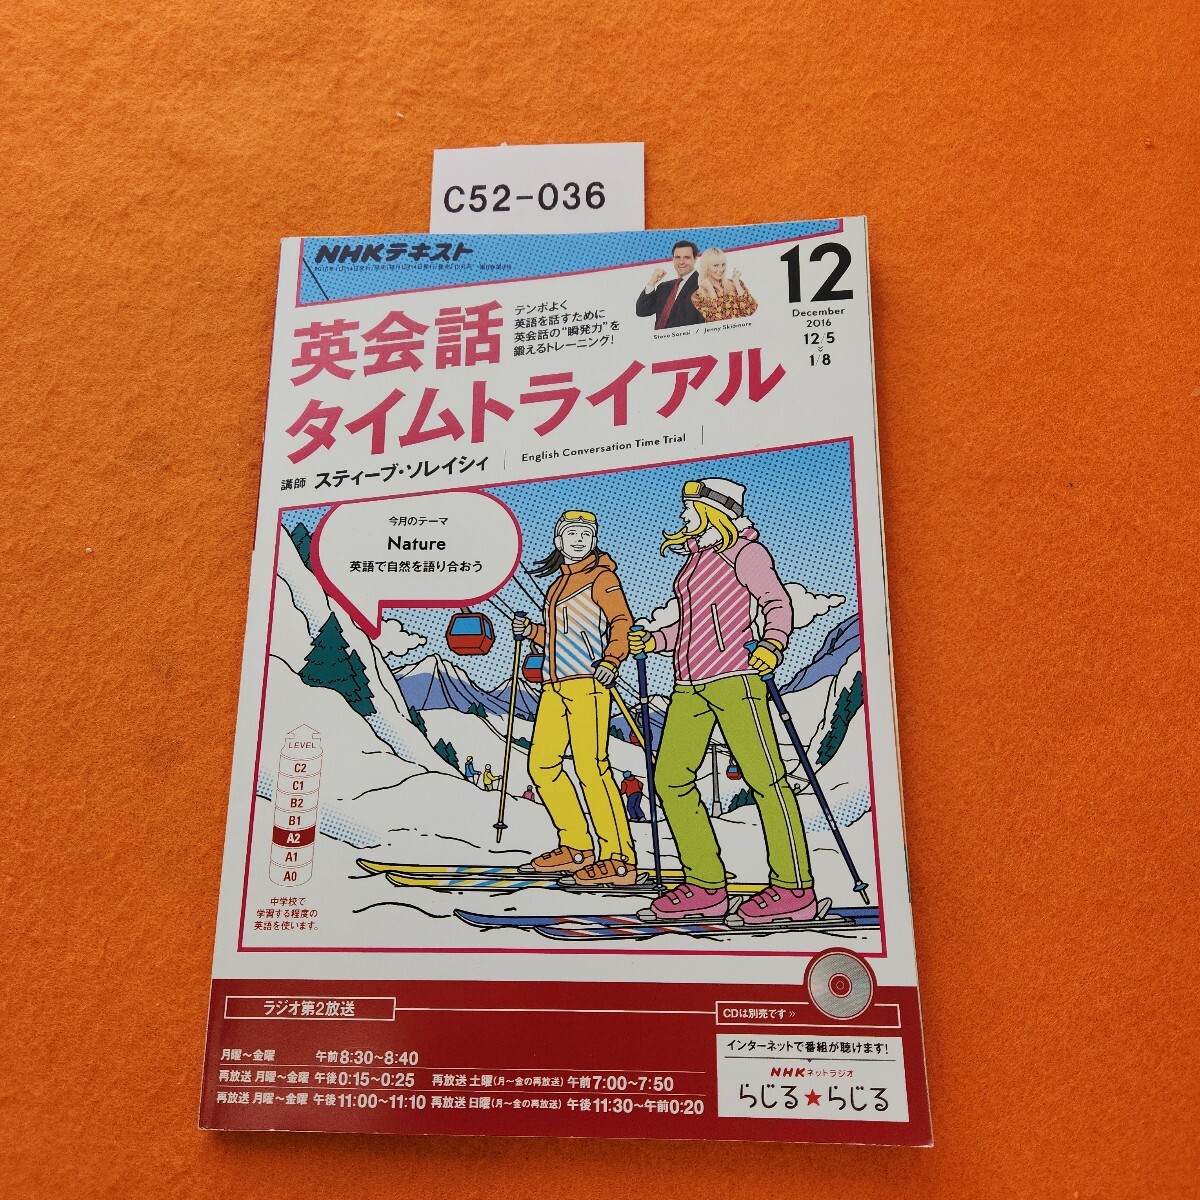 C52-036
NHKテキスト
12
December
2016
12/5
1/8
テンポよく
英語を話すために
英会話の“瞬発力”を
鍛えるトレーニング!
Steve Soresi / Jenny Skidmore
英会話
タイムトライアル
English Conversation Time Trial
講師 スティーブ・ソレイシィ
今月のテーマ
Nature
英語で自然を語り合おう
LEVEL
C2
C1
B2
B1
A2
A1
A0
中学校で
学習する程度の
英語を使います。
ラジオ第2放送
月曜~金曜 午前8:30~8:40
再放送 月曜~金曜 午後0:15~0:25 再放送 土曜(月~金の再放送) 午前7:00~7:50
再放送 月曜~金曜 午後11:00~11:10 再放送 日曜(月~金の再放送) 午後11:30~午前0:20
CDは別売です»
インターネットで番組が聴けます!
NHKネットラジオ
らじる★らじる